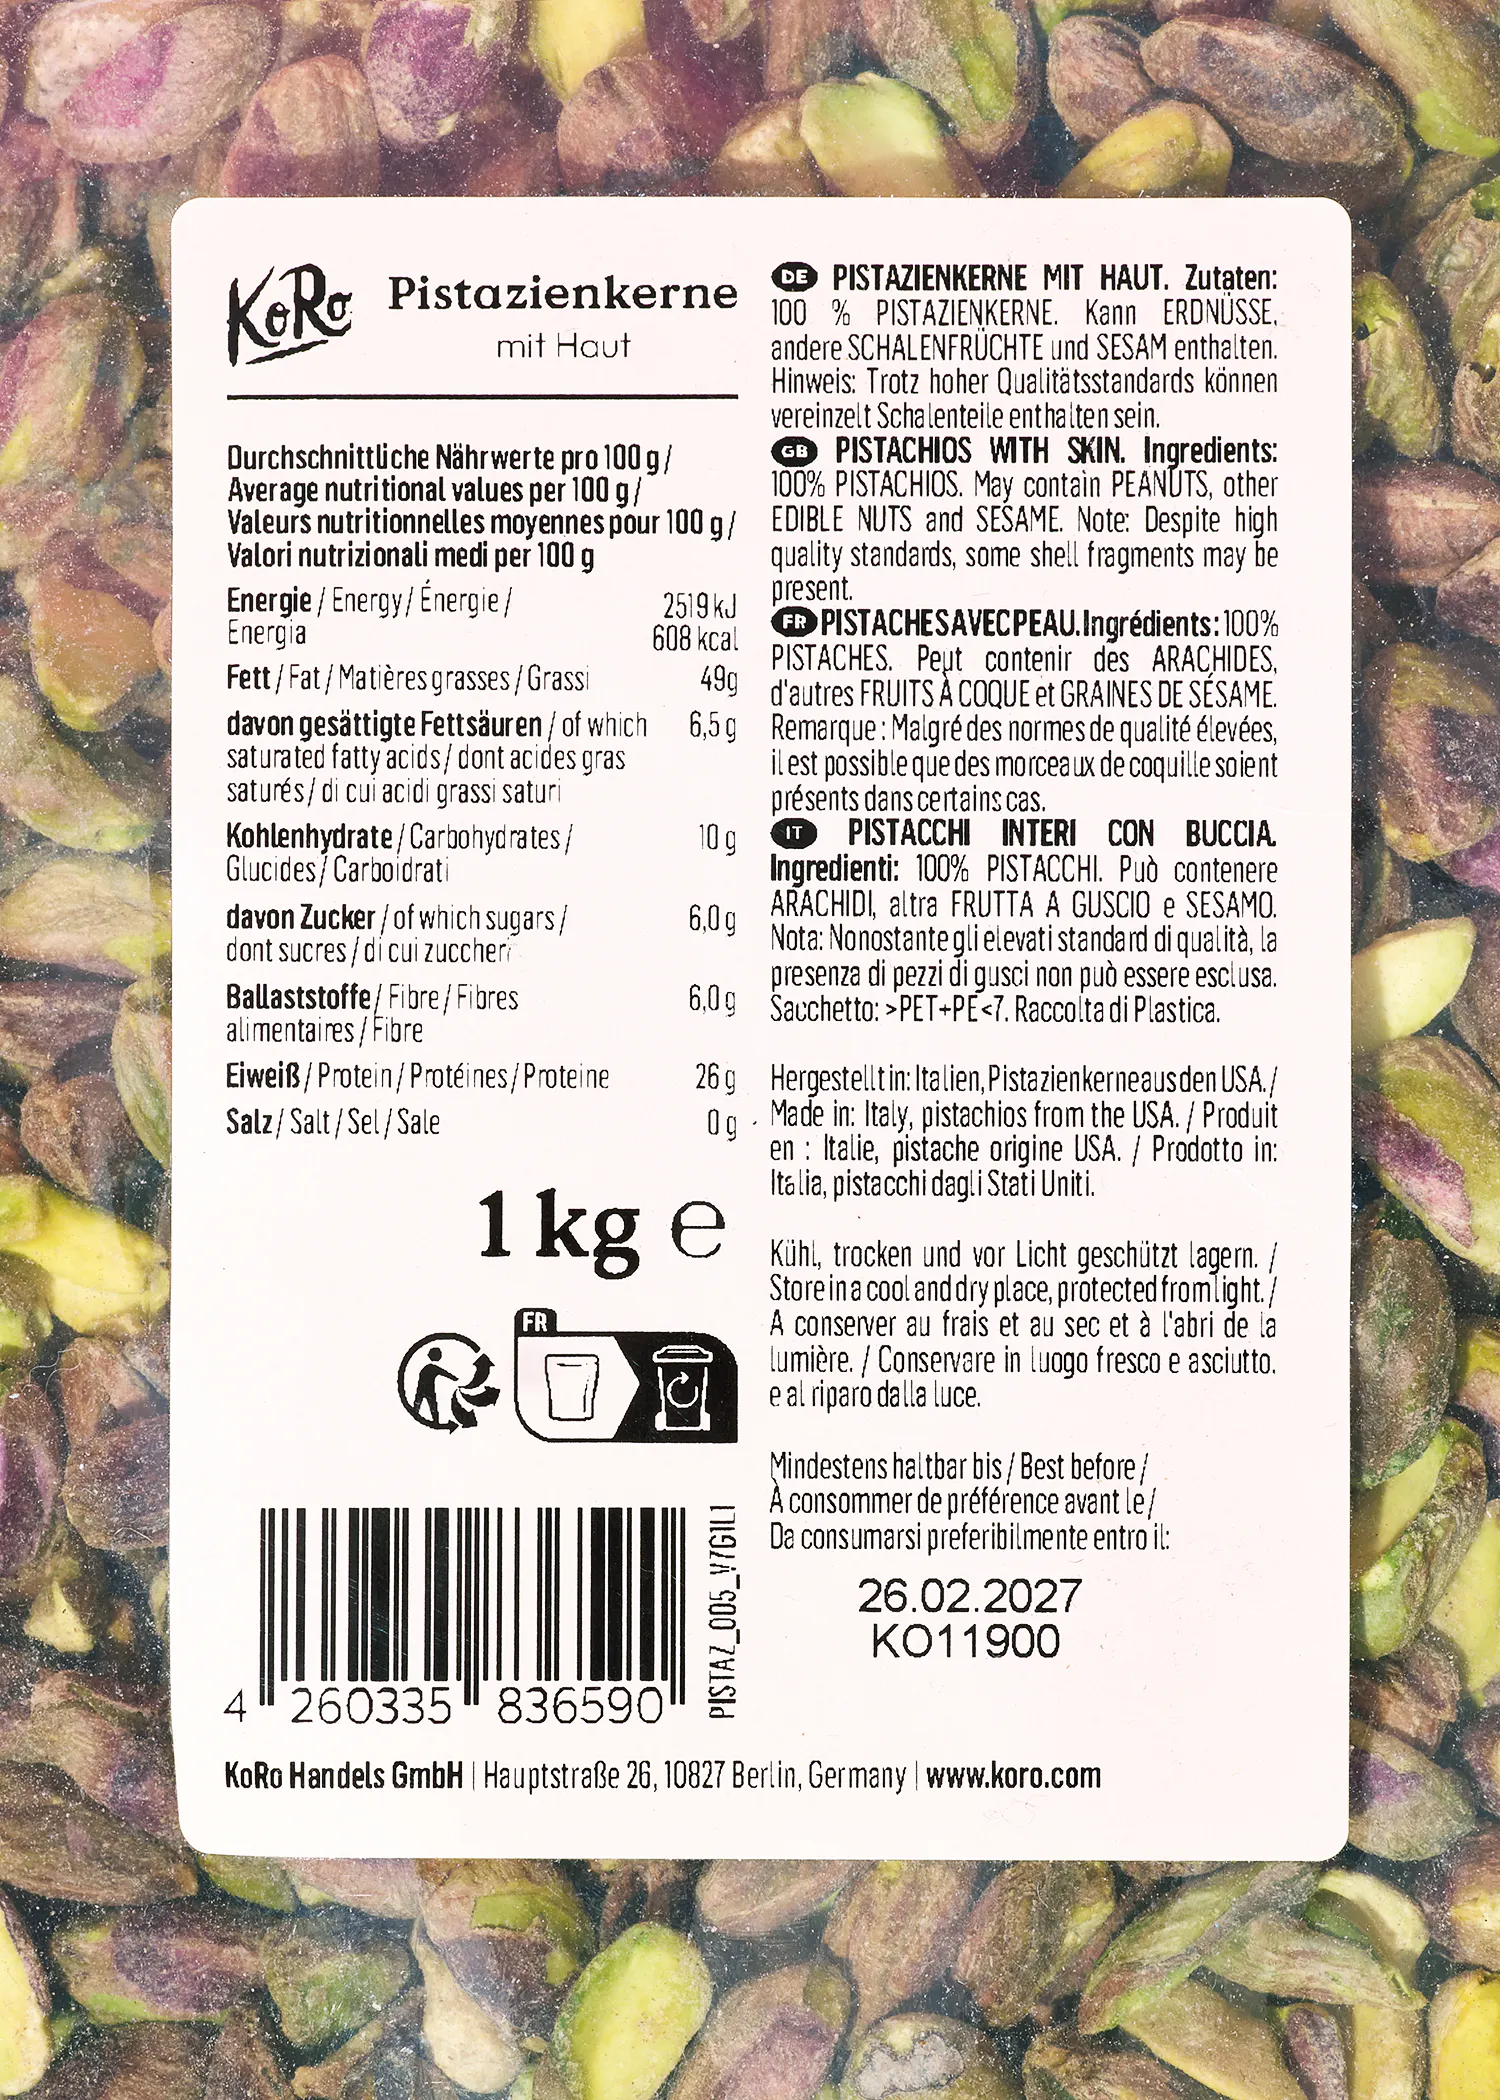 KoRo
Pistazienkerne
mit Haut
Durchschnittliche Nährwerte pro 100 g /
Average nutritional values per 100 g /
Valeurs nutritionnelles moyennes pour 100 g /
Valori nutrizionali medi per 100 g
Energie / Energy / Énergie / 2519 kJ
Energia 608 kcal
Fett / Fat / Matières grasses / Grassi 49g
davon gesättigte Fettsäuren / of which 6,5 g
saturated fatty acids / dont acides gras
saturés / di cui acidi grassi saturi
Kohlenhydrate / Carbohydrates / 10 g
Glucides / Carboidrati
davon Zucker / of which sugars / 6,0 g
dont sucres / di cui zuccheri
Ballaststoffe / Fibre / Fibres 6,0 g
alimentaires / Fibre
Eiweiß / Protein / Protéines / Proteine 26 g
Salz / Salt / Sel / Sale 0 g
1 kg e
FR
4 260335 836590
PISTAZ_005_V7GIL1
DE PISTAZIENKERNE MIT HAUT. Zutaten:
100 % PISTAZIENKERNE. Kann ERDNÜSSE,
andere SCHALENFRÜCHTE und SESAM enthalten.
Hinweis: Trotz hoher Qualitätsstandards können
vereinzelt Schalenteile enthalten sein.
GB PISTACHIOS WITH SKIN. Ingredients:
100% PISTACHIOS. May contain PEANUTS, other
EDIBLE NUTS and SESAME. Note: Despite high
quality standards, some shell fragments may be
present.
FR PISTACHES AVEC PEAU. Ingrédients: 100%
PISTACHES. Peut contenir des ARACHIDES,
d'autres FRUITS À COQUE et GRAINES DE SÉSAME.
Remarque : Malgré des normes de qualité élevées,
il est possible que des morceaux de coquille soient
présents dans certains cas.
IT PISTACCHI INTERI CON BUCCIA.
Ingredienti: 100% PISTACCHI. Può contenere
ARACHIDI, altra FRUTTA A GUSCIO e SESAMO.
Nota: Nonostante gli elevati standard di qualità, la
presenza di pezzi di gusci non può essere esclusa.
Sacchetto: >PET+PE<7. Raccolta di Plastica.
Hergestellt in: Italien, Pistazienkerne aus den USA. /
Made in: Italy, pistachios from the USA. / Produit
en : Italie, pistache origine USA. / Prodotto in:
Italia, pistacchi dagli Stati Uniti.
Kühl, trocken und vor Licht geschützt lagern. /
Store in a cool and dry place, protected from light. /
A conserver au frais et au sec et à l'abri de la
lumière. / Conservare in luogo fresco e asciutto.
e al riparo dalla luce.
Mindestens haltbar bis / Best before /
À consommer de préférence avant le /
Da consumarsi preferibilmente entro il:
26.02.2027
KO11900
KoRo Handels GmbH | Hauptstraße 26, 10827 Berlin, Germany | www.koro.com